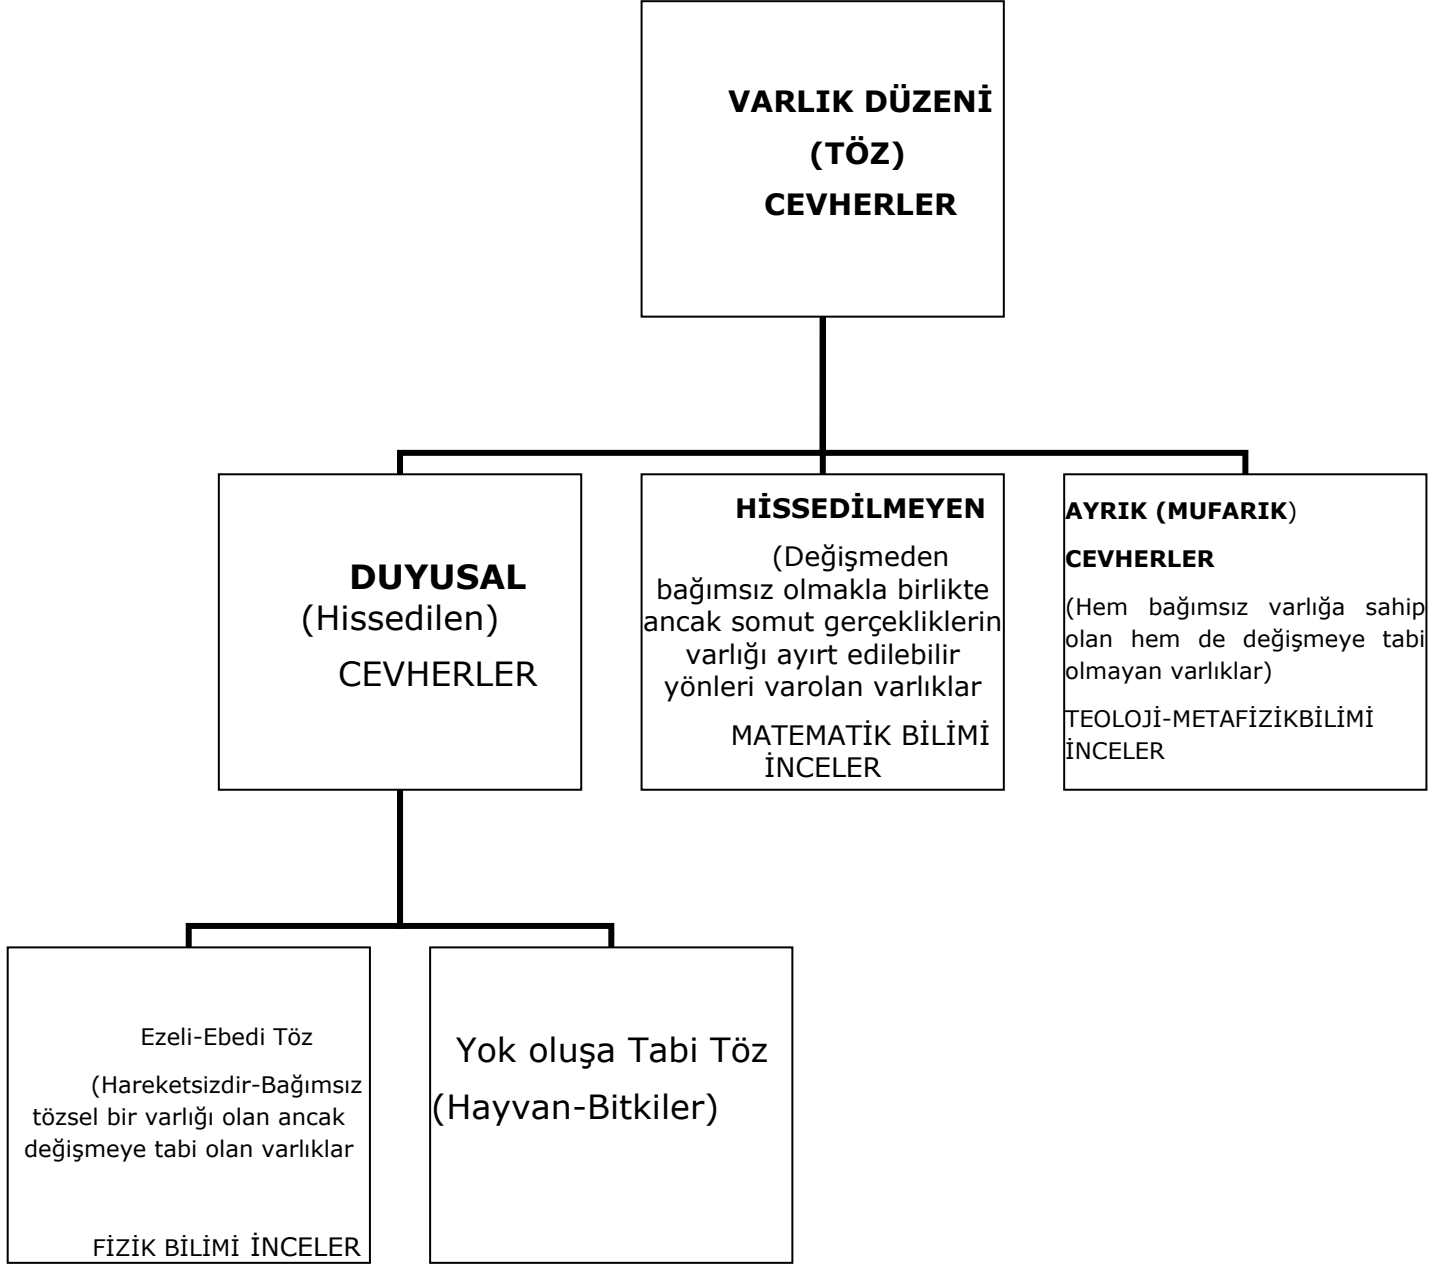 VARLIK DÜZENİ
(TÖZ)
CEVHERLER
DUYUSAL
(Hissedilen)
CEVHERLER
HİSSEDİLMEYEN
(Değişmeden
bağımsız olmakla birlikte
ancak somut gerçekliklerin
varlığı ayırt edilebilir
yönleri varolan varlıklar
MATEMATİK BİLİMİ
İNCELER
AYRIK (MUFARIK)
CEVHERLER
(Hem bağımsız varlığa sahip
olan hem de değişmeye tabi
olmayan varlıklar)
TEOLOJİ-METAFİZİKBİLİMİ
İNCELER
Ezeli-Ebedi Töz
(Hareketsizdir-Bağımsız
tözsel bir varlığı olan ancak
değişmeye tabi olan varlıklar
FİZİK BİLİMİ İNCELER
Yok oluşa Tabi Töz
(Hayvan-Bitkiler)